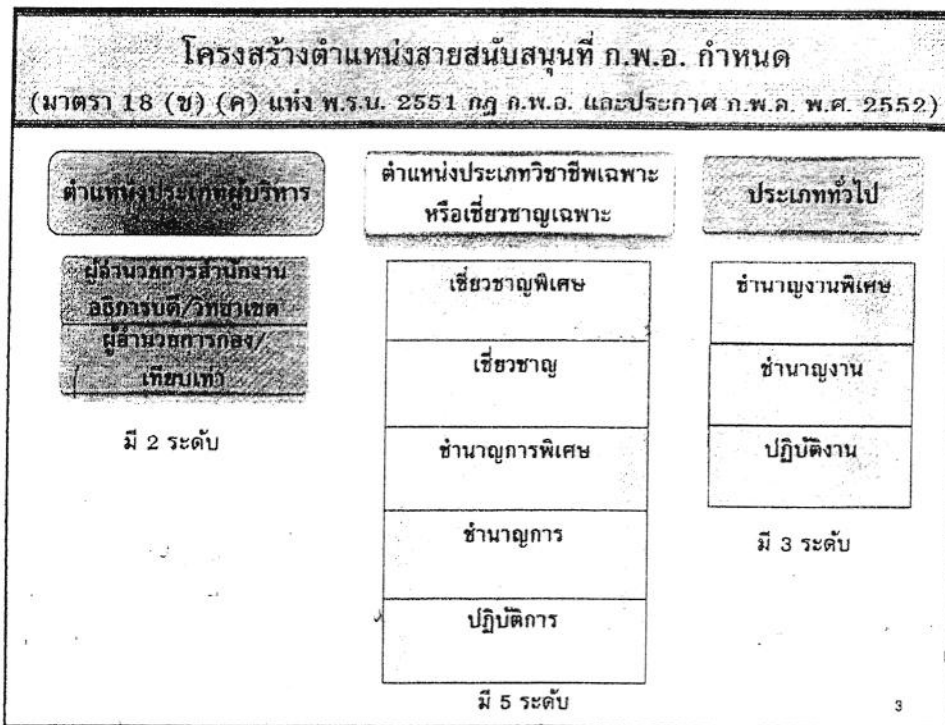 โครงสร้างตำแหน่งสายสนับสนุนที่ ก.พ.อ. กำหนด
(มาตรา 18 (ข) (ค) แห่ง พ.ร.บ. 2551 กฎ ก.พ.อ. และประกาศ ก.พ.อ. พ.ศ. 2552)
ตำแหน่งประเภทผู้บริหาร
ผู้อำนวยการสำนักงาน
อธิการบดี/วิทยาเขต
ผู้อำนวยการกอง/
เทียบเท่า
มี 2 ระดับ
ตำแหน่งประเภทวิชาชีพเฉพาะ
หรือเชี่ยวชาญเฉพาะ
เชี่ยวชาญพิเศษ
เชี่ยวชาญ
ชำนาญการพิเศษ
ชำนาญการ
ปฏิบัติการ
มี 5 ระดับ
ประเภททั่วไป
ชำนาญงานพิเศษ
ชำนาญงาน
ปฏิบัติงาน
มี 3 ระดับ
3